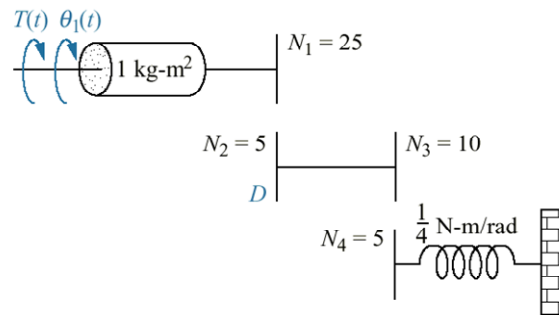 T(t) θ₁(t)
1 kg-m²
N₁ = 25
N₂ = 5
N₃ = 10
D
N₄ = 5
1/4 N-m/rad